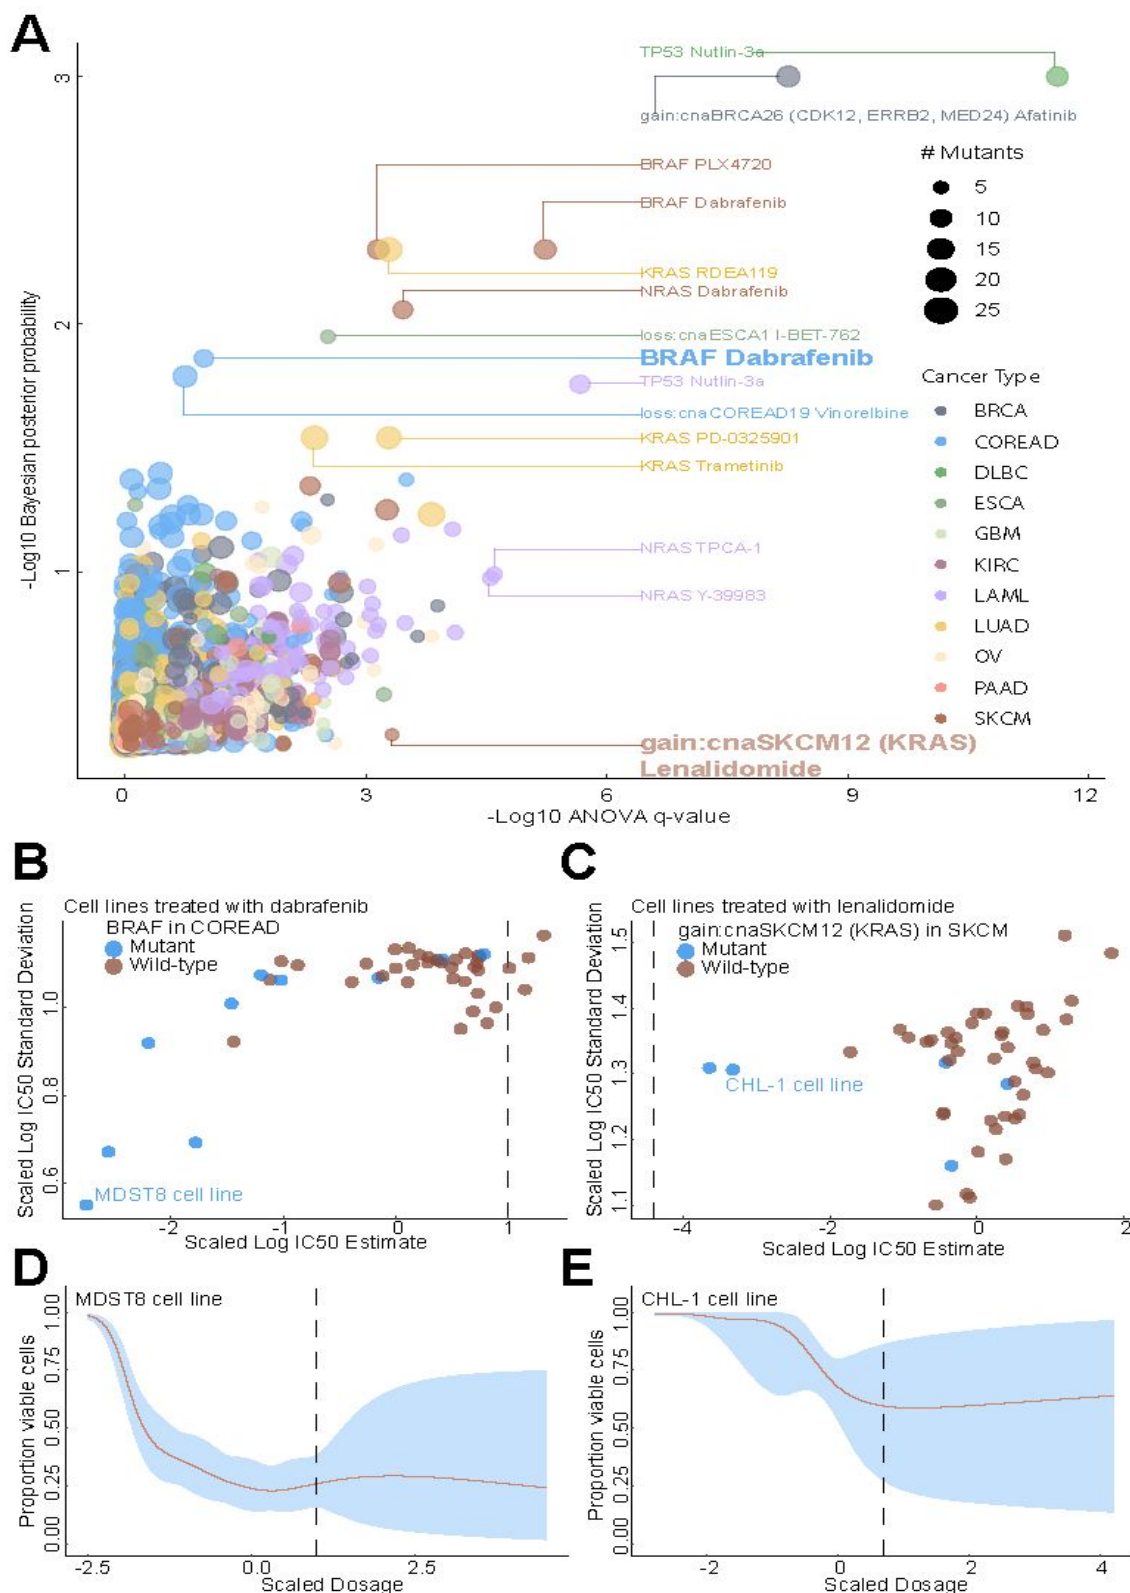 A
TP53 Nutlin-3a
gain:cnaBRCA26 (CDK12, ERRB2, MED24) Afatinib
BRAF PLX4720
BRAF Dabrafenib
KRAS RDEA119
NRAS Dabrafenib
loss:cnaESCA1 I-BET-762
BRAF Dabrafenib
TP53 Nutlin-3a
loss:cnaCOREAD19 Vinorelbine
KRAS PD-0325901
KRAS Trametinib
NRAS TPCA-1
NRAS Y-39983
gain:cnaSKCM12 (KRAS)
Lenalidomide
# Mutants
5
10
15
20
25
Cancer Type
BRCA
COREAD
DLBC
ESCA
GBM
KIRC
LAML
LUAD
OV
PAAD
SKCM
-Log10 Bayesian posterior probability
3
2
1
0 3 6 9 12
-Log10 ANOVA q-value
B
Cell lines treated with dabrafenib
BRAF in COREAD
Mutant
Wild-type
MDST8 cell line
Scaled Log IC50 Standard Deviation
1.0
0.8
0.6
-2 -1 0 1
Scaled Log IC50 Estimate
C
Cell lines treated with lenalidomide
gain:cnaSKCM12 (KRAS) in SKCM
Mutant
Wild-type
CHL-1 cell line
Scaled Log IC50 Standard Deviation
1.5
1.4
1.3
1.2
1.1
-4 -2 0 2
Scaled Log IC50 Estimate
D
MDST8 cell line
Proportion viable cells
1.00
0.75
0.50
0.25
0.00
-2.5 0.0 2.5
Scaled Dosage
E
CHL-1 cell line
Proportion viable cells
1.00
0.75
0.50
0.25
0.00
-2 0 2 4
Scaled Dosage